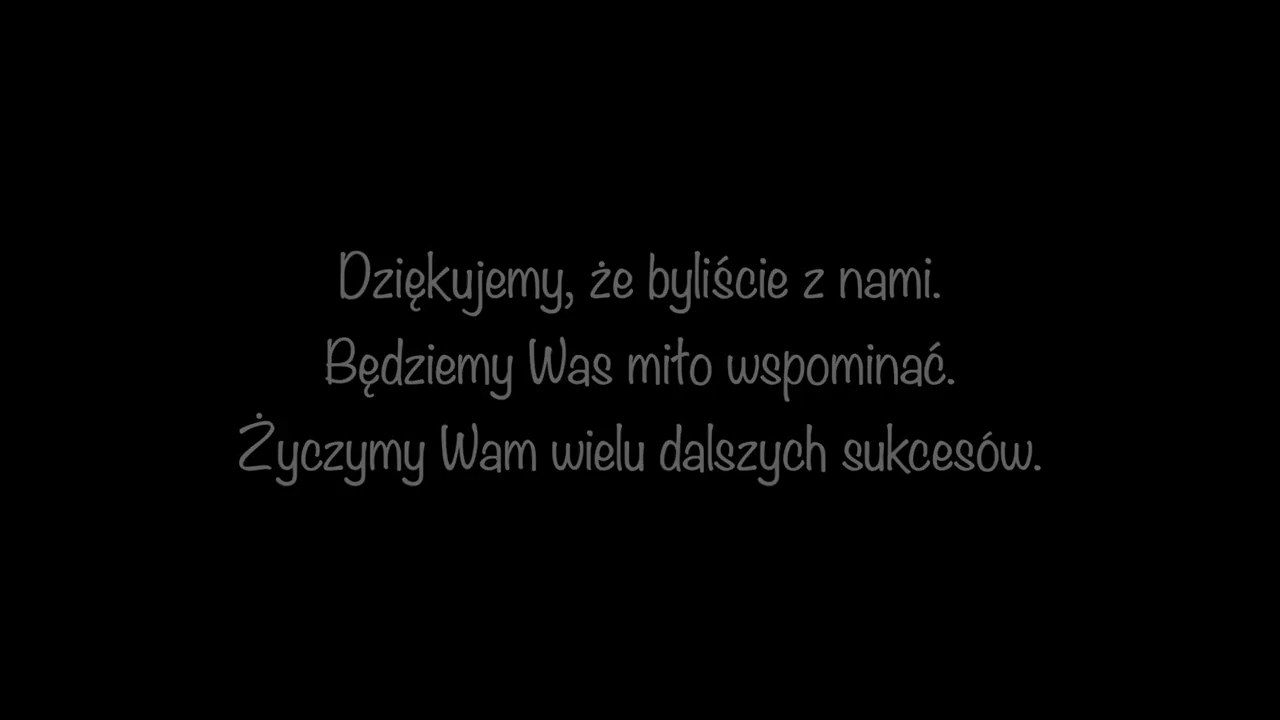 Dziękujemy, że byliście z nami.
Będziemy Was miło wspominać.
Życzymy Wam wielu dalszych sukcesów.